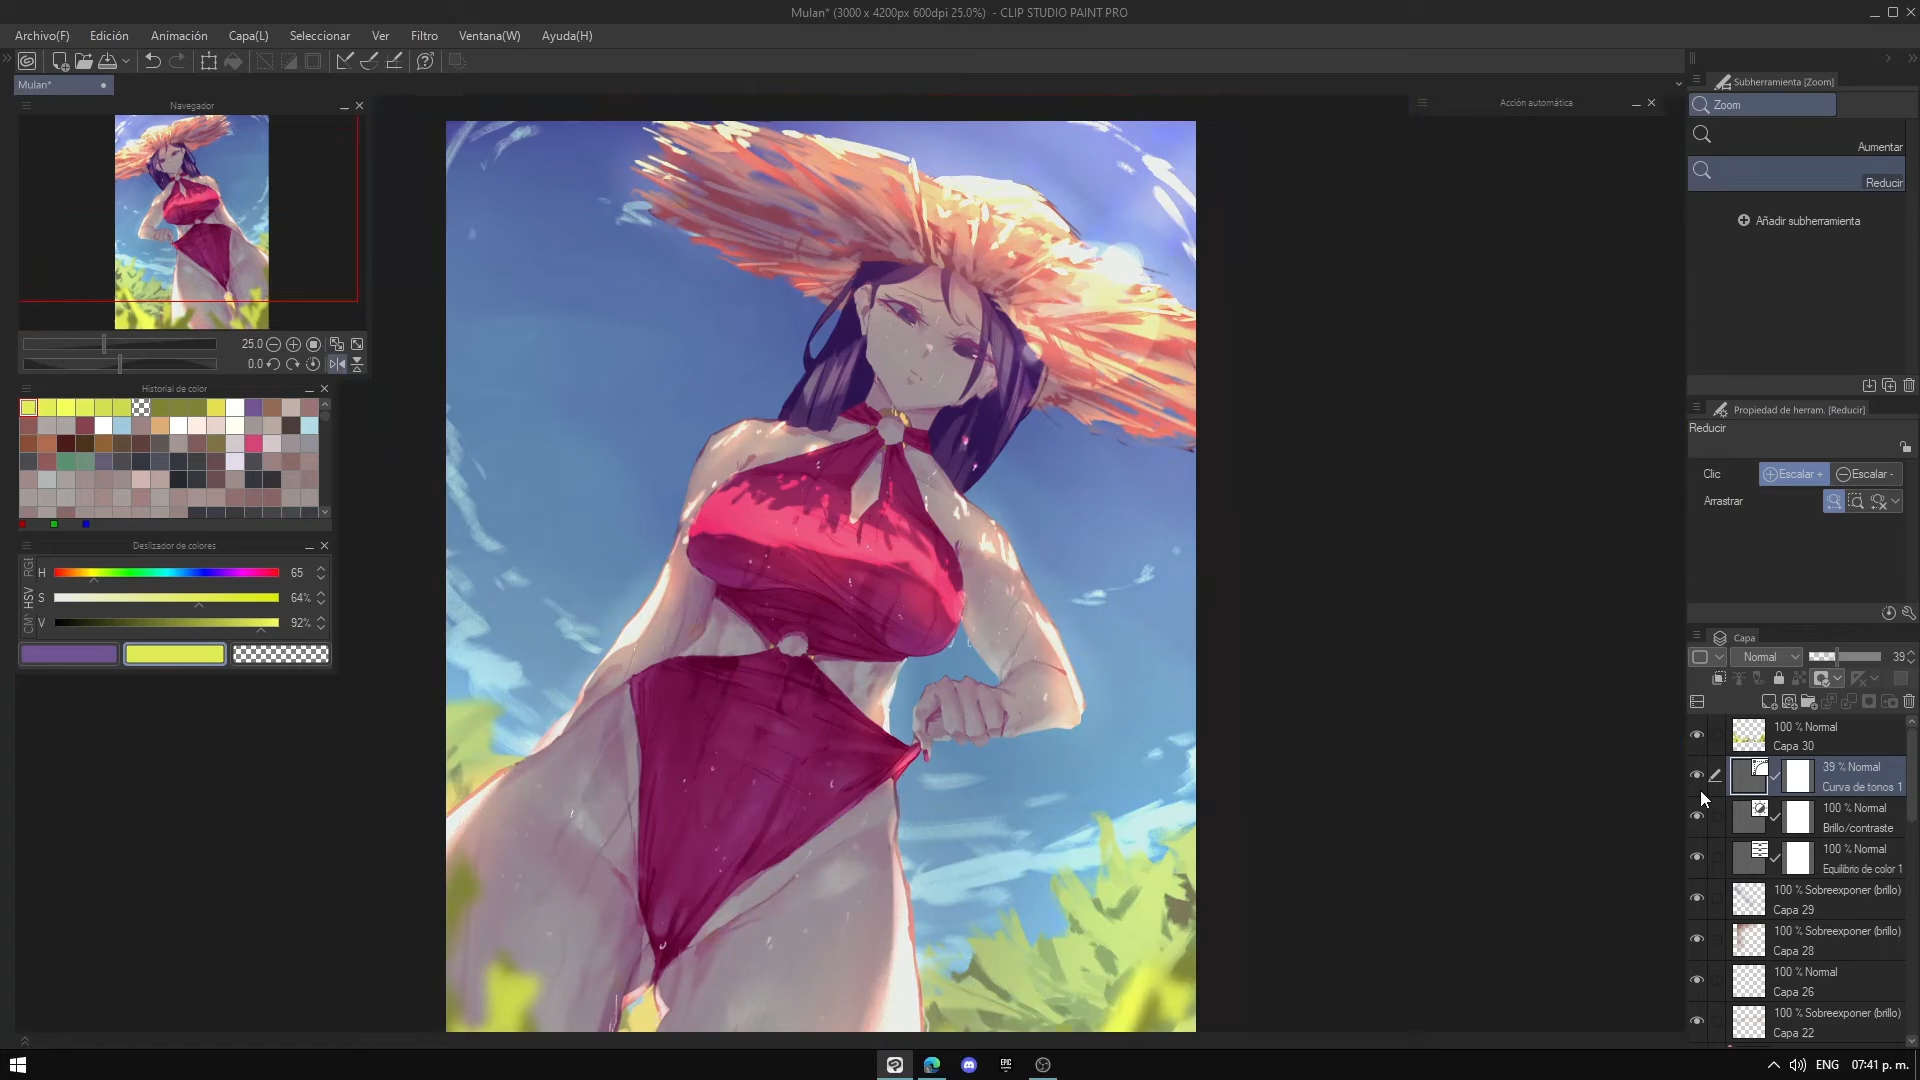 Mulan* (3000 x 4200px 600dpi 25.0%)  - CLIP STUDIO PAINT PRO
Archivo(F) Edición Animación Capa(L) Seleccionar Ver Filtro Ventana(W) Ayuda(H)
Mulan*
Navegador
25.0
0.0
Historial de color
Deslizador de colores
RGB
HSV
CM
H 65
S 64%
V 92%
Acción automática
Subherramienta [Zoom]
Zoom
Aumentar
Reducir
Añadir subherramienta
Propiedad de herram. [Reducir]
Reducir
Clic Escalar + Escalar -
Arrastrar
Capa
Normal 39
100 % Normal
Capa 30
39 % Normal
Curva de tonos 1
100 % Normal
Brillo/contraste
100 % Normal
Equilibrio de color 1
100 % Sobreexponer (brillo)
Capa 29
100 % Sobreexponer (brillo)
Capa 28
100 % Normal
Capa 26
100 % Sobreexponer (brillo)
Capa 22
EPIC
ENG 07:41 p. m.